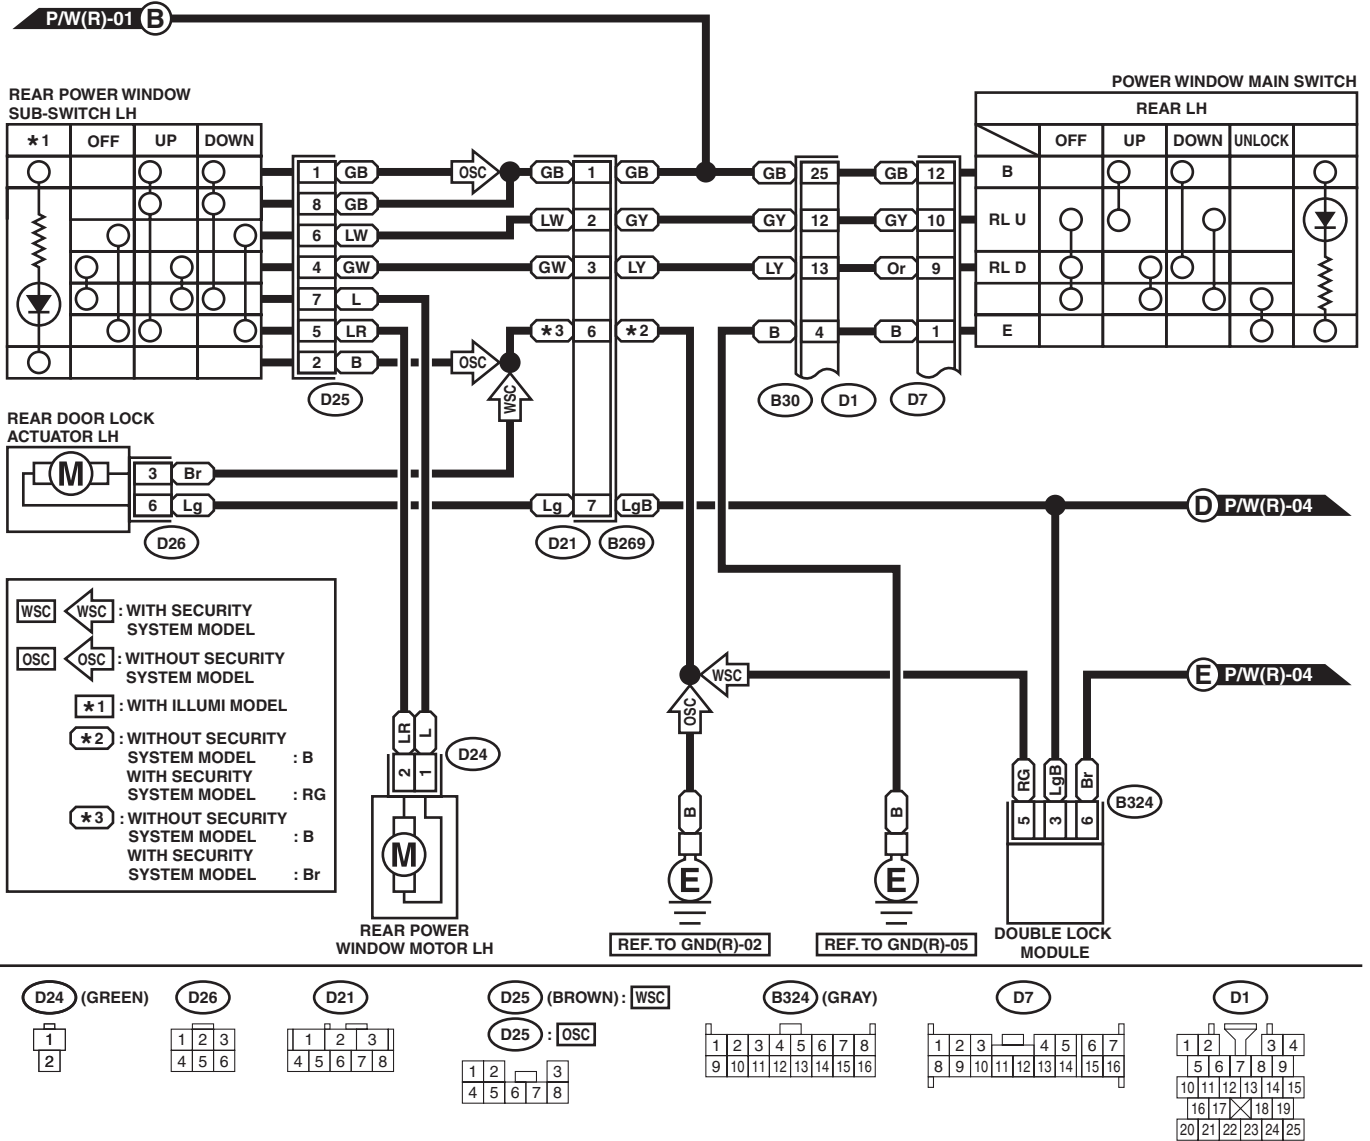 P/W(R)-01 B
REAR POWER WINDOW
SUB-SWITCH LH
POWER WINDOW MAIN SWITCH
REAR LH
*1 OFF UP DOWN
OFF UP DOWN UNLOCK
1 GB OSC GB 1 GB GB 25 GB 12 B
8 GB
6 LW LW 2 GY GY 12 GY 10 RL U
4 GW GW 3 LY LY 13 Or 9 RL D
7 L
5 LR *3 6 *2 B 4 B 1 E
2 B OSC
WSC
D25
B30 D1 D7
REAR DOOR LOCK
ACTUATOR LH
M 3 Br
6 Lg Lg 7 LgB D P/W(R)-04
D26 D21 B269
WSC WSC : WITH SECURITY
SYSTEM MODEL
OSC OSC : WITHOUT SECURITY
SYSTEM MODEL
*1 : WITH ILLUMI MODEL
*2 : WITHOUT SECURITY
SYSTEM MODEL : B
WITH SECURITY
SYSTEM MODEL : RG
*3 : WITHOUT SECURITY
SYSTEM MODEL : B
WITH SECURITY
SYSTEM MODEL : Br
WSC E P/W(R)-04
OSC
LR L
2 1 D24
M
REAR POWER
WINDOW MOTOR LH
B B
E E
REF. TO GND(R)-02 REF. TO GND(R)-05
RG LgB Br
5 3 6 B324
DOUBLE LOCK
MODULE
D24 (GREEN)
1
2
D26
1 2 3
4 5 6
D21
1 2 3
4 5 6 7 8
D25 (BROWN) : WSC
D25 : OSC
1 2 3
4 5 6 7 8
B324 (GRAY)
1 2 3 4 5 6 7 8
9 10 11 12 13 14 15 16
D7
1 2 3 4 5 6 7
8 9 10 11 12 13 14 15 16
D1
1 2 3 4
5 6 7 8 9
10 11 12 13 14 15
16 17 18 19
20 21 22 23 24 25